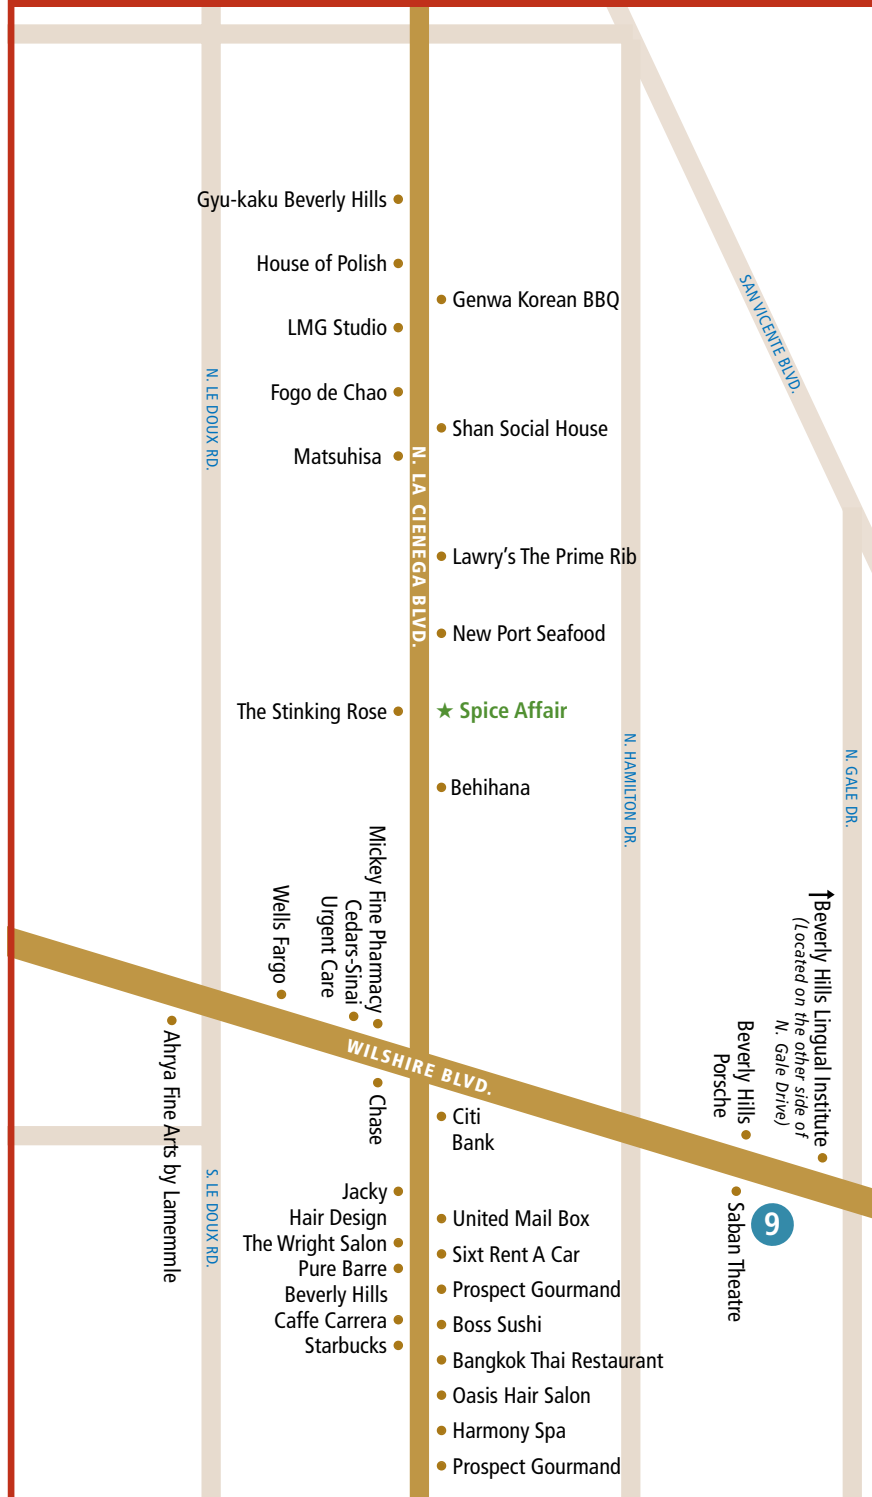 Gyu-kaku Beverly Hills
House of Polish
Genwa Korean BBQ
SAN VICENTE BLVD.
LMG Studio
N. LE DOUX RD.
Fogo de Chao
Shan Social House
Matsuhisa
N. LA CIENEGA BLVD.
Lawry's The Prime Rib
New Port Seafood
The Stinking Rose
★ Spice Affair
N. HAMILTON DR.
N. GALE DR.
Behihana
Mickey Fine Pharmacy
Cedars-Sinai
Urgent Care
Wells Fargo
Beverly Hills Lingual Institute
(Located on the other side of
N. Gale Drive)
Beverly Hills
Porsche
WILSHIRE BLVD.
Ahrya Fine Arts by Lamemmle
Chase
Citi
Bank
S. LE DOUX RD.
Jacky
Hair Design
The Wright Salon
Pure Barre
Beverly Hills
Caffe Carrera
Starbucks
United Mail Box
Sixt Rent A Car
Prospect Gourmand
Boss Sushi
Bangkok Thai Restaurant
Oasis Hair Salon
Harmony Spa
Prospect Gourmand
Saban Theatre
9